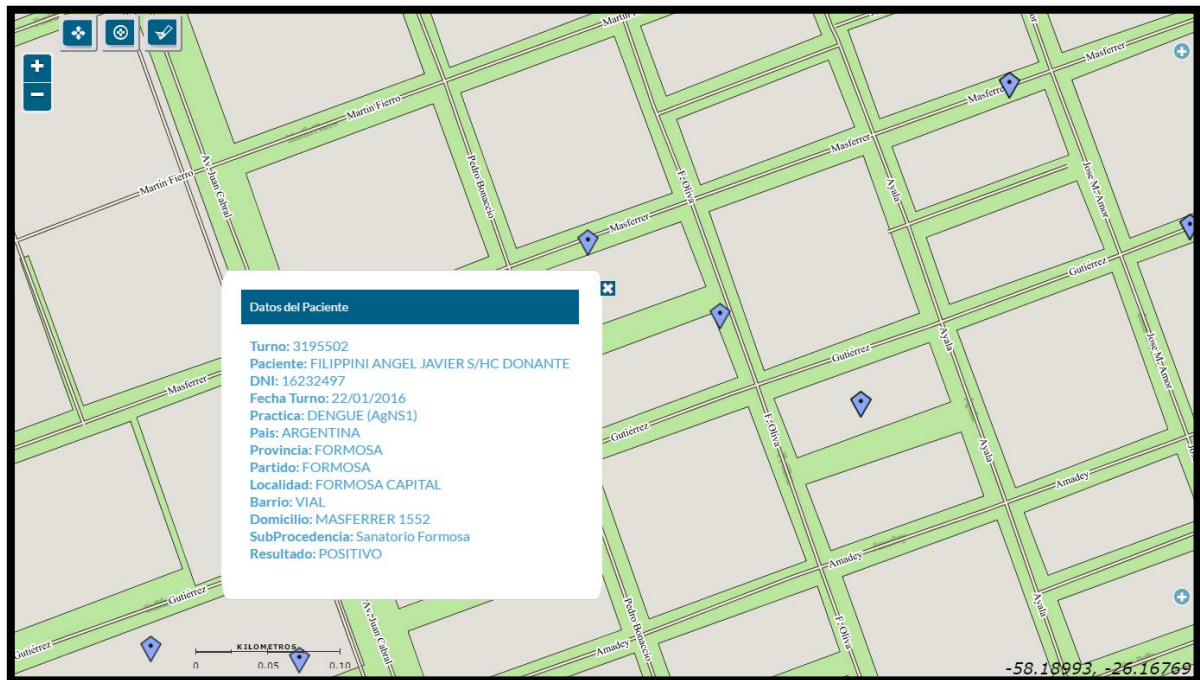 Martin Fierro
Masferrer
Martin Fierro
Masferrer
Av. Juan Cabral
Pedro Bonaccio
F. Oliva
Masferrer
Ayala
Jose M. Amor
Martin Fierro
Masferrer
Gutiérrez
Datos del Paciente
Turno: 3195502
Paciente: FILIPPINI ANGEL JAVIER S/HC DONANTE
DNI: 16232497
Fecha Turno: 22/01/2016
Practica: DENGUE (AgNS1)
Pais: ARGENTINA
Provincia: FORMOSA
Partido: FORMOSA
Localidad: FORMOSA CAPITAL
Barrio: VIAL
Domicilio: MASFERRER 1552
SubProcedencia: Sanatorio Formosa
Resultado: POSITIVO
Masferrer
Gutiérrez
Ayala
Jose M. Amor
Gutiérrez
F. Oliva
Ayala
Amadey
Amadey
Gutiérrez
Av. Juan Cabral
Pedro Bonaccio
F. Oliva
Ayala
Gutiérrez
Amadey
KILOMETROS
0 0.05 0.10
-58.18993, -26.16769